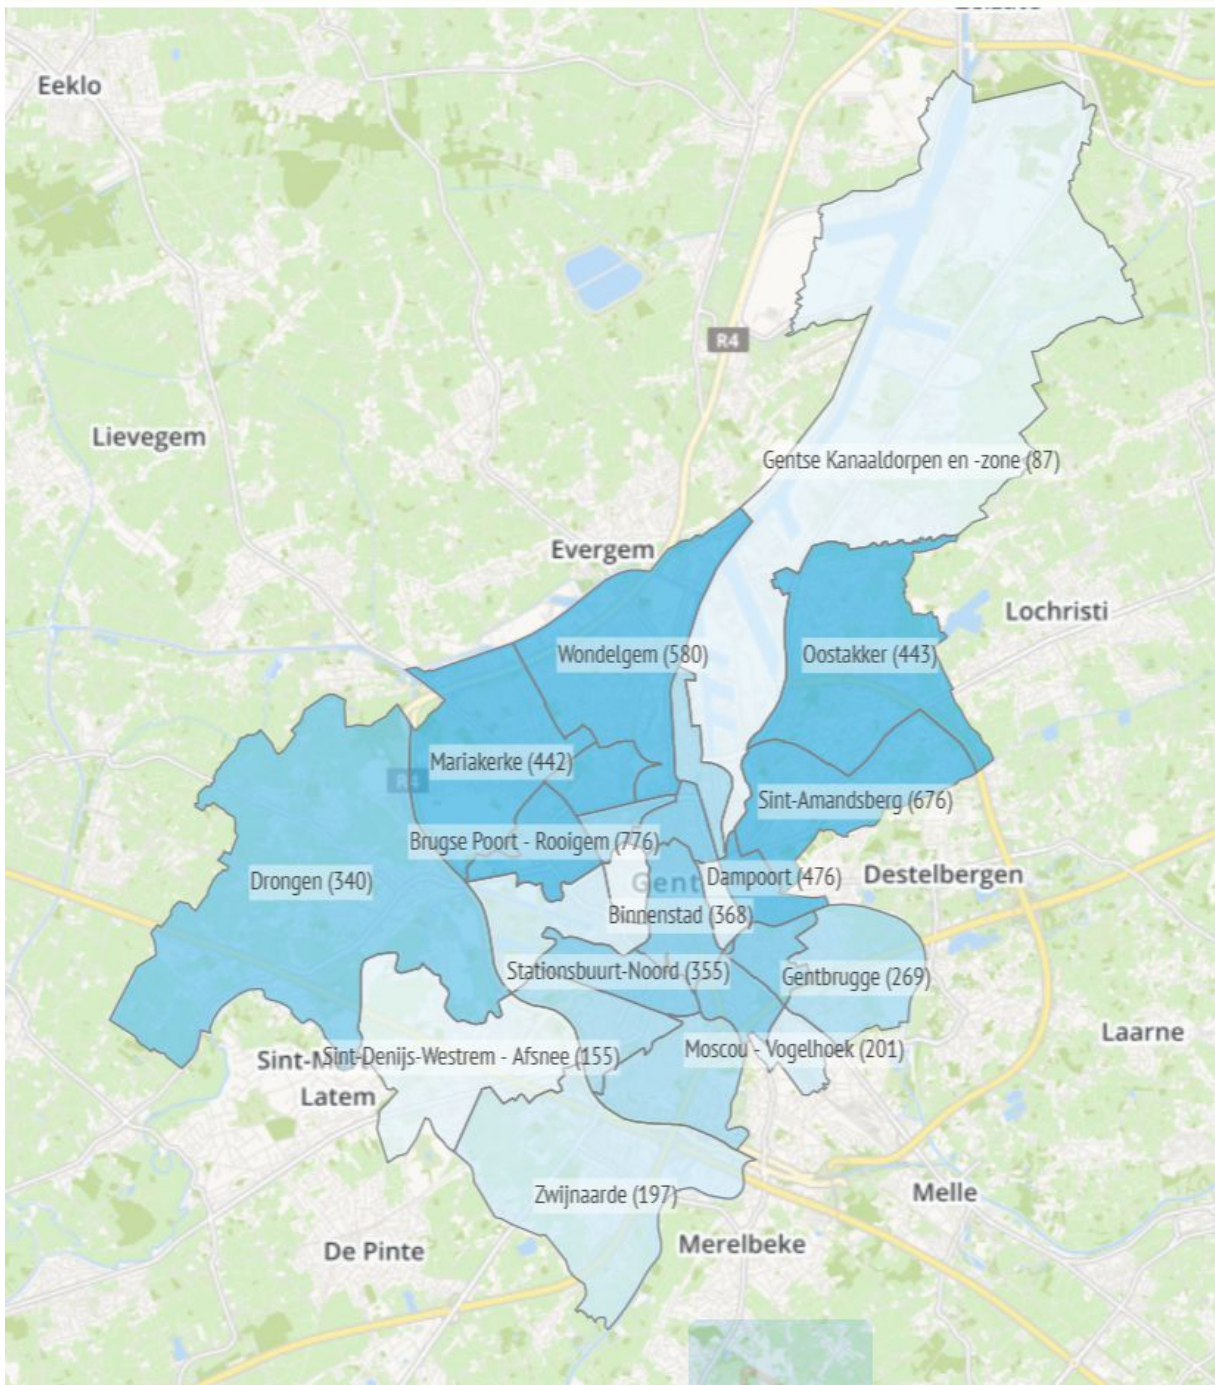 Eeklo
R4
Lievegem
Gentse Kanaaldorpen en -zone (87)
Evergem
Lochristi
Wondelgem (580)
Oostakker (443)
Mariakerke (442)
R4
Sint-Amandsberg (676)
Brugse Poort - Rooigem (776)
Drongen (340)
Gent
Dampoort (476)
Destelbergen
Binnenstad (368)
Stationsbuurt-Noord (355)
Gentbrugge (269)
Laarne
Sint-M
Sint-Denijs-Westrem - Afsnee (155)
Moscou - Vogelhoek (201)
Latem
Zwijnaarde (197)
Melle
De Pinte
Merelbeke